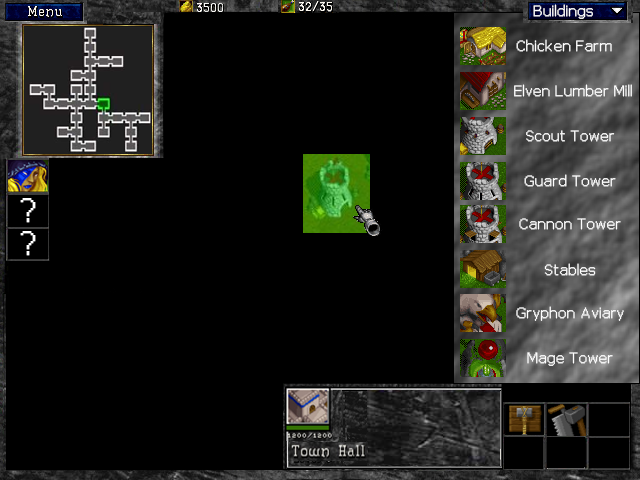 Menu
3500
32/35
Buildings
Chicken Farm
Elven Lumber Mill
Scout Tower
Guard Tower
Cannon Tower
Stables
Gryphon Aviary
Mage Tower
?
?
1200/1200
Town Hall